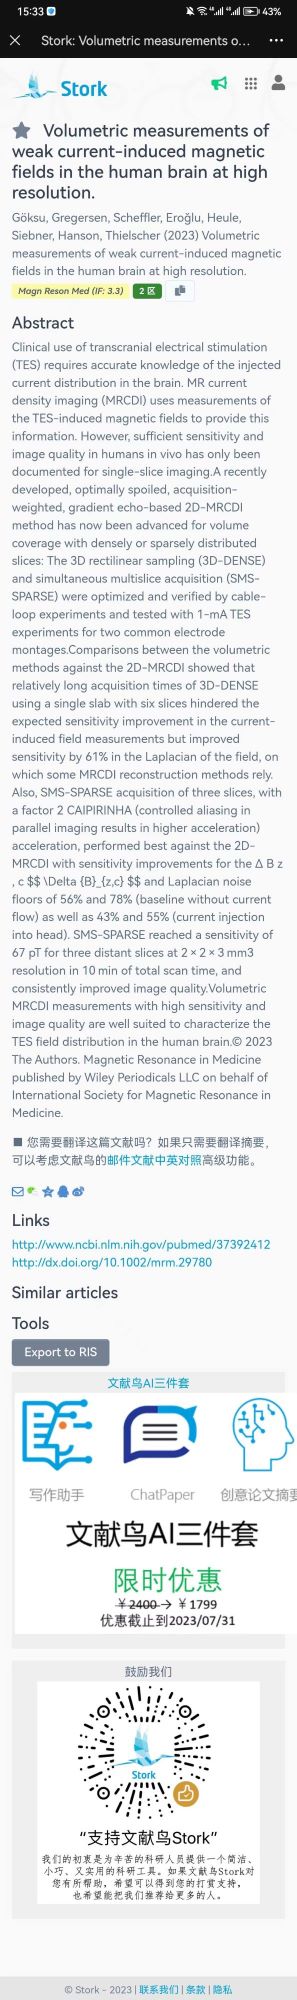 15:33 43%
Stork: Volumetric measurements o...
Stork
Volumetric measurements of
weak current-induced magnetic
fields in the human brain at high
resolution.
Göksu, Gregersen, Scheffler, Eroğlu, Heule,
Siebner, Hanson, Thielscher (2023) Volumetric
measurements of weak current-induced magnetic
fields in the human brain at high resolution.
Magn Reson Med (IF: 3.3) 2 区
Abstract
Clinical use of transcranial electrical stimulation
(TES) requires accurate knowledge of the injected
current distribution in the brain. MR current
density imaging (MRCDI) uses measurements of
the TES-induced magnetic fields to provide this
information. However, sufficient sensitivity and
image quality in humans in vivo has only been
documented for single-slice imaging.A recently
developed, optimally spoiled, acquisition-
weighted, gradient echo-based 2D-MRCDI
method has now been advanced for volume
coverage with densely or sparsely distributed
slices: The 3D rectilinear sampling (3D-DENSE)
and simultaneous multislice acquisition (SMS-
SPARSE) were optimized and verified by cable-
loop experiments and tested with 1-mA TES
experiments for two common electrode
montages.Comparisons between the volumetric
methods against the 2D-MRCDI showed that
relatively long acquisition times of 3D-DENSE
using a single slab with six slices hindered the
expected sensitivity improvement in the current-
induced field measurements but improved
sensitivity by 61% in the Laplacian of the field, on
which some MRCDI reconstruction methods rely.
Also, SMS-SPARSE acquisition of three slices, with
a factor 2 CAIPIRINHA (controlled aliasing in
parallel imaging results in higher acceleration)
acceleration, performed best against the 2D-
MRCDI with sensitivity improvements for the Δ B z
, c $$ \Delta {B}_{z,c} $$ and Laplacian noise
floors of 56% and 78% (baseline without current
flow) as well as 43% and 55% (current injection
into head). SMS-SPARSE reached a sensitivity of
67 pT for three distant slices at 2 × 2 × 3 mm3
resolution in 10 min of total scan time, and
consistently improved image quality.Volumetric
MRCDI measurements with high sensitivity and
image quality are well suited to characterize the
TES field distribution in the human brain.© 2023
The Authors. Magnetic Resonance in Medicine
published by Wiley Periodicals LLC on behalf of
International Society for Magnetic Resonance in
Medicine.
您需要翻译这篇文献吗？如果只需要翻译摘要，
可以考虑文献鸟的邮件文献中英对照高级功能。
Links
http://www.ncbi.nlm.nih.gov/pubmed/37392412
http://dx.doi.org/10.1002/mrm.29780
Similar articles
Tools
Export to RIS
文献鸟AI三件套
写作助手 ChatPaper 创意论文摘要
文献鸟AI三件套
限时优惠
￥2400 → ￥1799
优惠截止到2023/07/31
鼓励我们
Stork
“支持文献鸟Stork”
我们的初衷是为辛苦的科研人员提供一个简洁、
小巧、又实用的科研工具。如果文献鸟Stork对
您有所帮助，希望可以得到您的打赏支持，
也希望能把我们推荐给更多的人。
© Stork - 2023 | 联系我们 | 条款 | 隐私